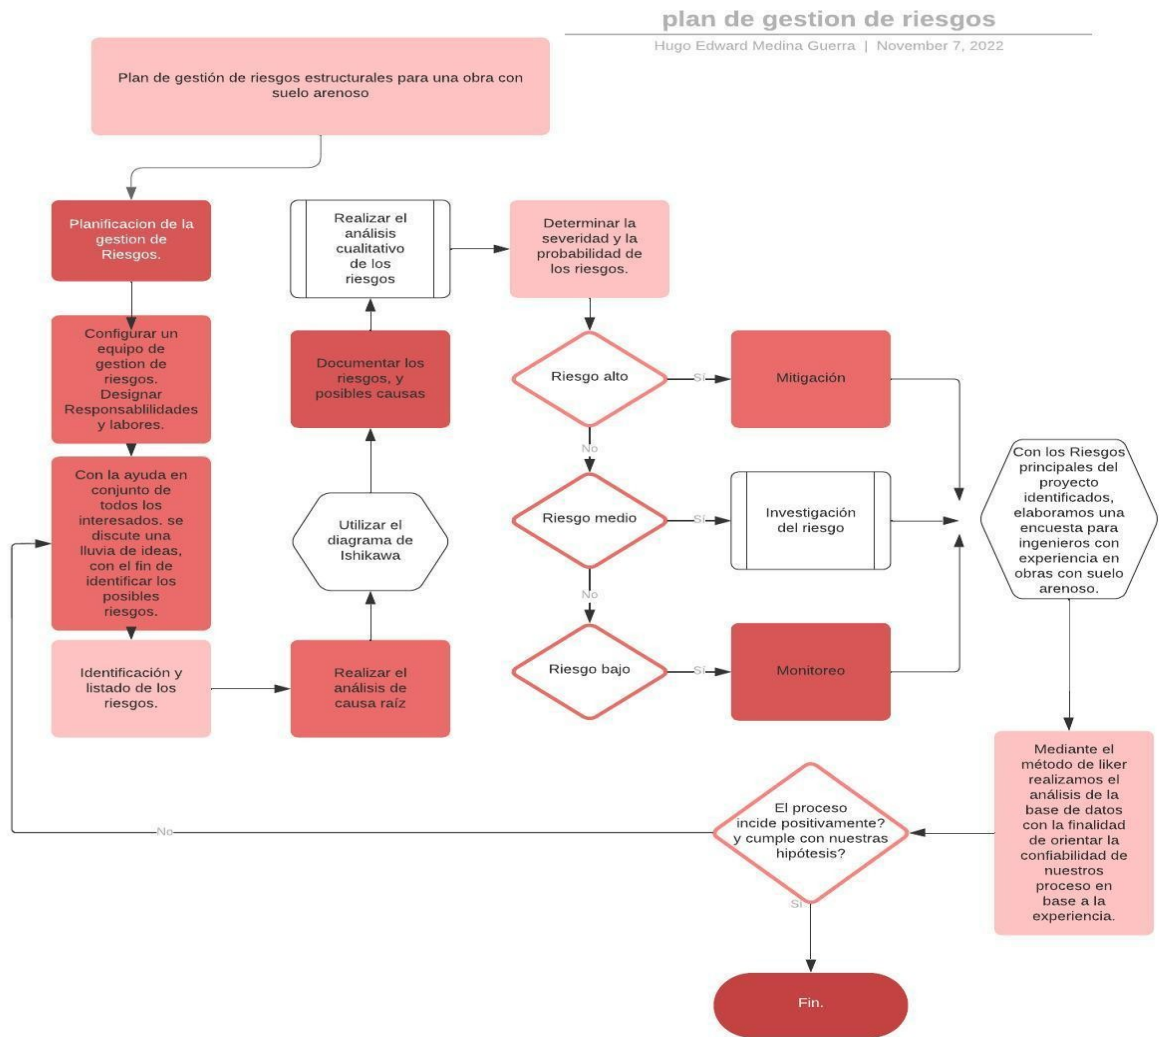 plan de gestion de riesgos
Hugo Edward Medina Guerra | November 7, 2022
Plan de gestión de riesgos estructurales para una obra con
suelo arenoso
Planificacion de la
gestion de
Riesgos.
Configurar un
equipo de
gestion de
riesgos.
Designar
Responsablilidades
y labores.
Con la ayuda en
conjunto de
todos los
interesados. se
discute una
lluvia de ideas,
con el fin de
identificar los
posibles
riesgos.
Identificación y
listado de los
riesgos.
Realizar el
análisis de
causa raíz
Utilizar el
diagrama de
Ishikawa
Documentar los
riesgos, y
posibles causas
Realizar el
análisis
cualitativo
de los
riesgos
Determinar la
severidad y la
probabilidad de
los riesgos.
Riesgo alto
Sí
Mitigación
No
Riesgo medio
Sí
Investigación
del riesgo
No
Riesgo bajo
Sí
Monitoreo
Con los Riesgos
principales del
proyecto
identificados,
elaboramos una
encuesta para
ingenieros con
experiencia en
obras con suelo
arenoso.
Mediante el
método de liker
realizamos el
análisis de la
base de datos
con la finalidad
de orientar la
confiabilidad de
nuestros
proceso en
base a la
experiencia.
El proceso
incide positivamente?
y cumple con nuestras
hipótesis?
No
Sí
Fin.